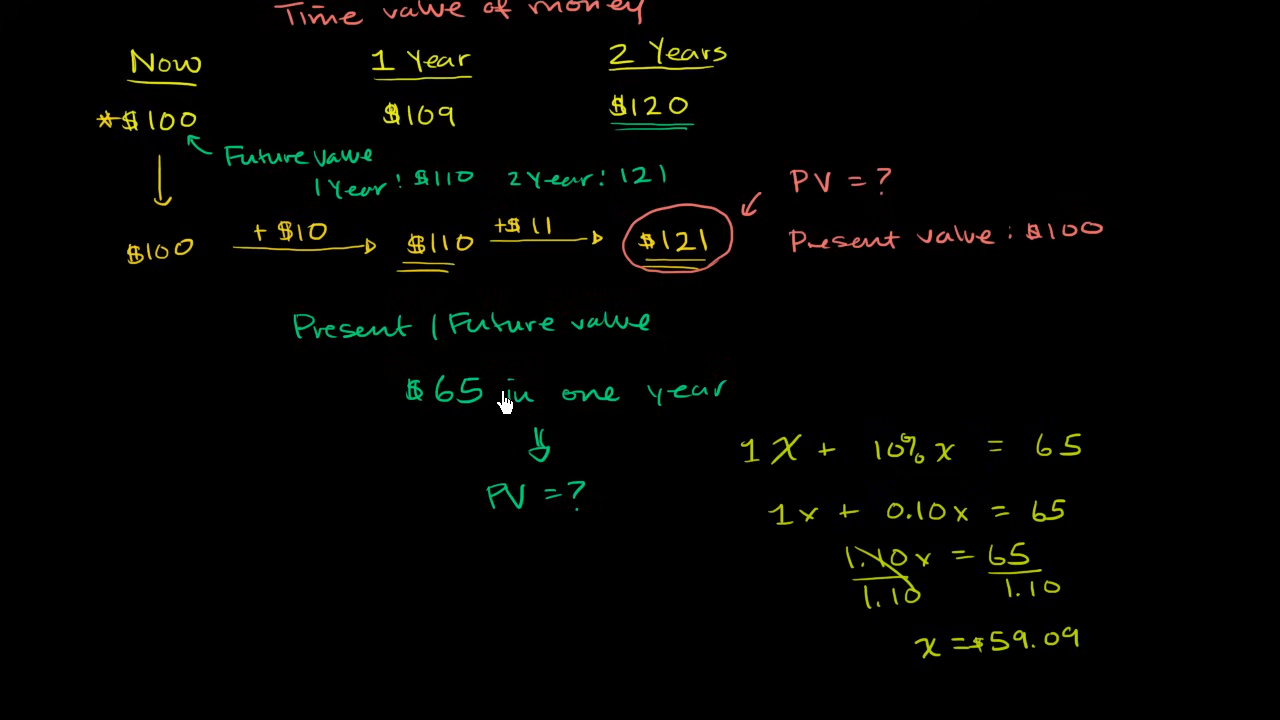 Time value of money
Now 1 Year 2 Years
*$100 $109 $120
Future value
1 Year: $110 2 Year: 121
PV = ?
+ $10 +$11
$100 $110 $121
Present value: $100
Present / Future value
$65 in one year
PV = ?
1X + 10% x = 65
1x + 0.10x = 65
1.10x = 65
1.10 1.10
x = $59.09